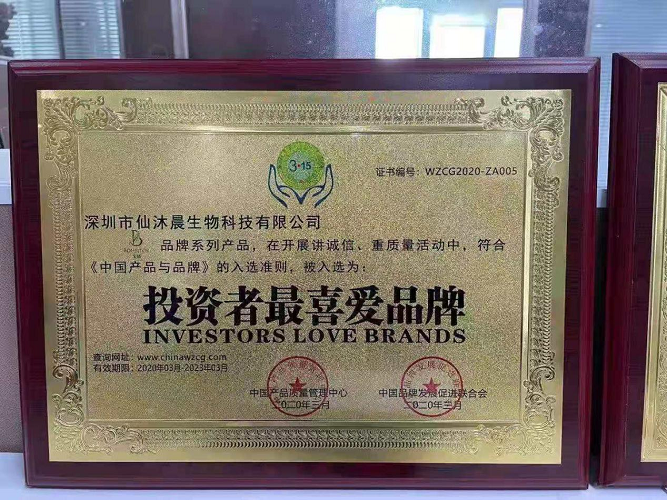 3·15
证书编号：WZCG2020-ZA005
深圳市仙沐晨生物科技有限公司
品牌系列产品，在开展讲诚信、重质量活动中，符合
《中国产品与品牌》的入选准则，被入选为：
投资者最喜爱品牌
INVESTORS LOVE BRANDS
查询网址：www.chinawzcg.com
有效期限：2020年03月-2023年03月
中国产品质量管理中心
二〇二〇年三月
中国品牌发展促进联合会
二〇二〇年三月